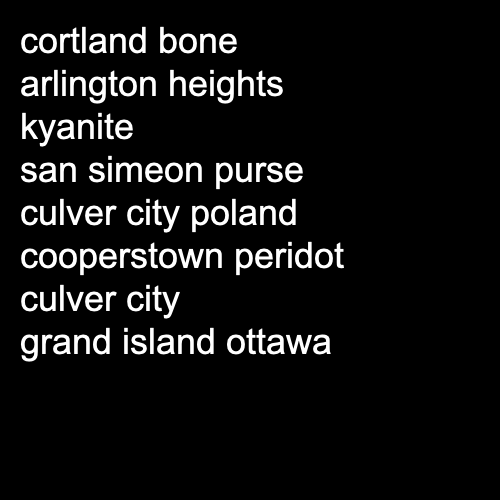 cortland bone
arlington heights
kyanite
san simeon purse
culver city poland
cooperstown peridot
culver city
grand island ottawa